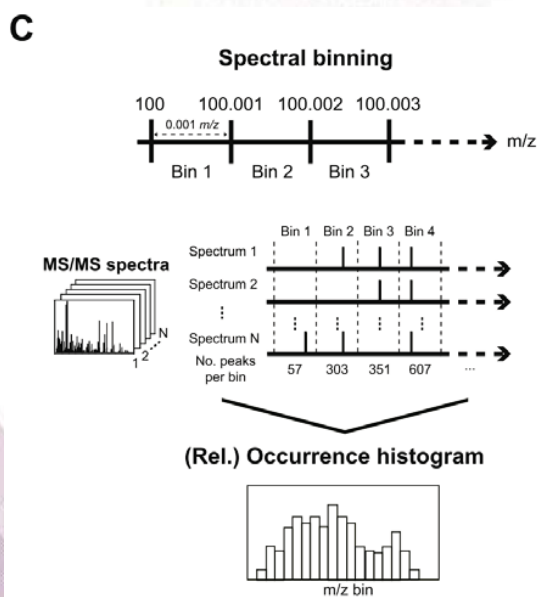 C
Spectral binning
100 100.001 100.002 100.003
0.001 m/z
m/z
Bin 1 Bin 2 Bin 3
Bin 1 Bin 2 Bin 3 Bin 4
MS/MS spectra
Spectrum 1
Spectrum 2
Spectrum N
1 2 N
No. peaks
per bin
57 303 351 607 ...
(Rel.) Occurrence histogram
m/z bin